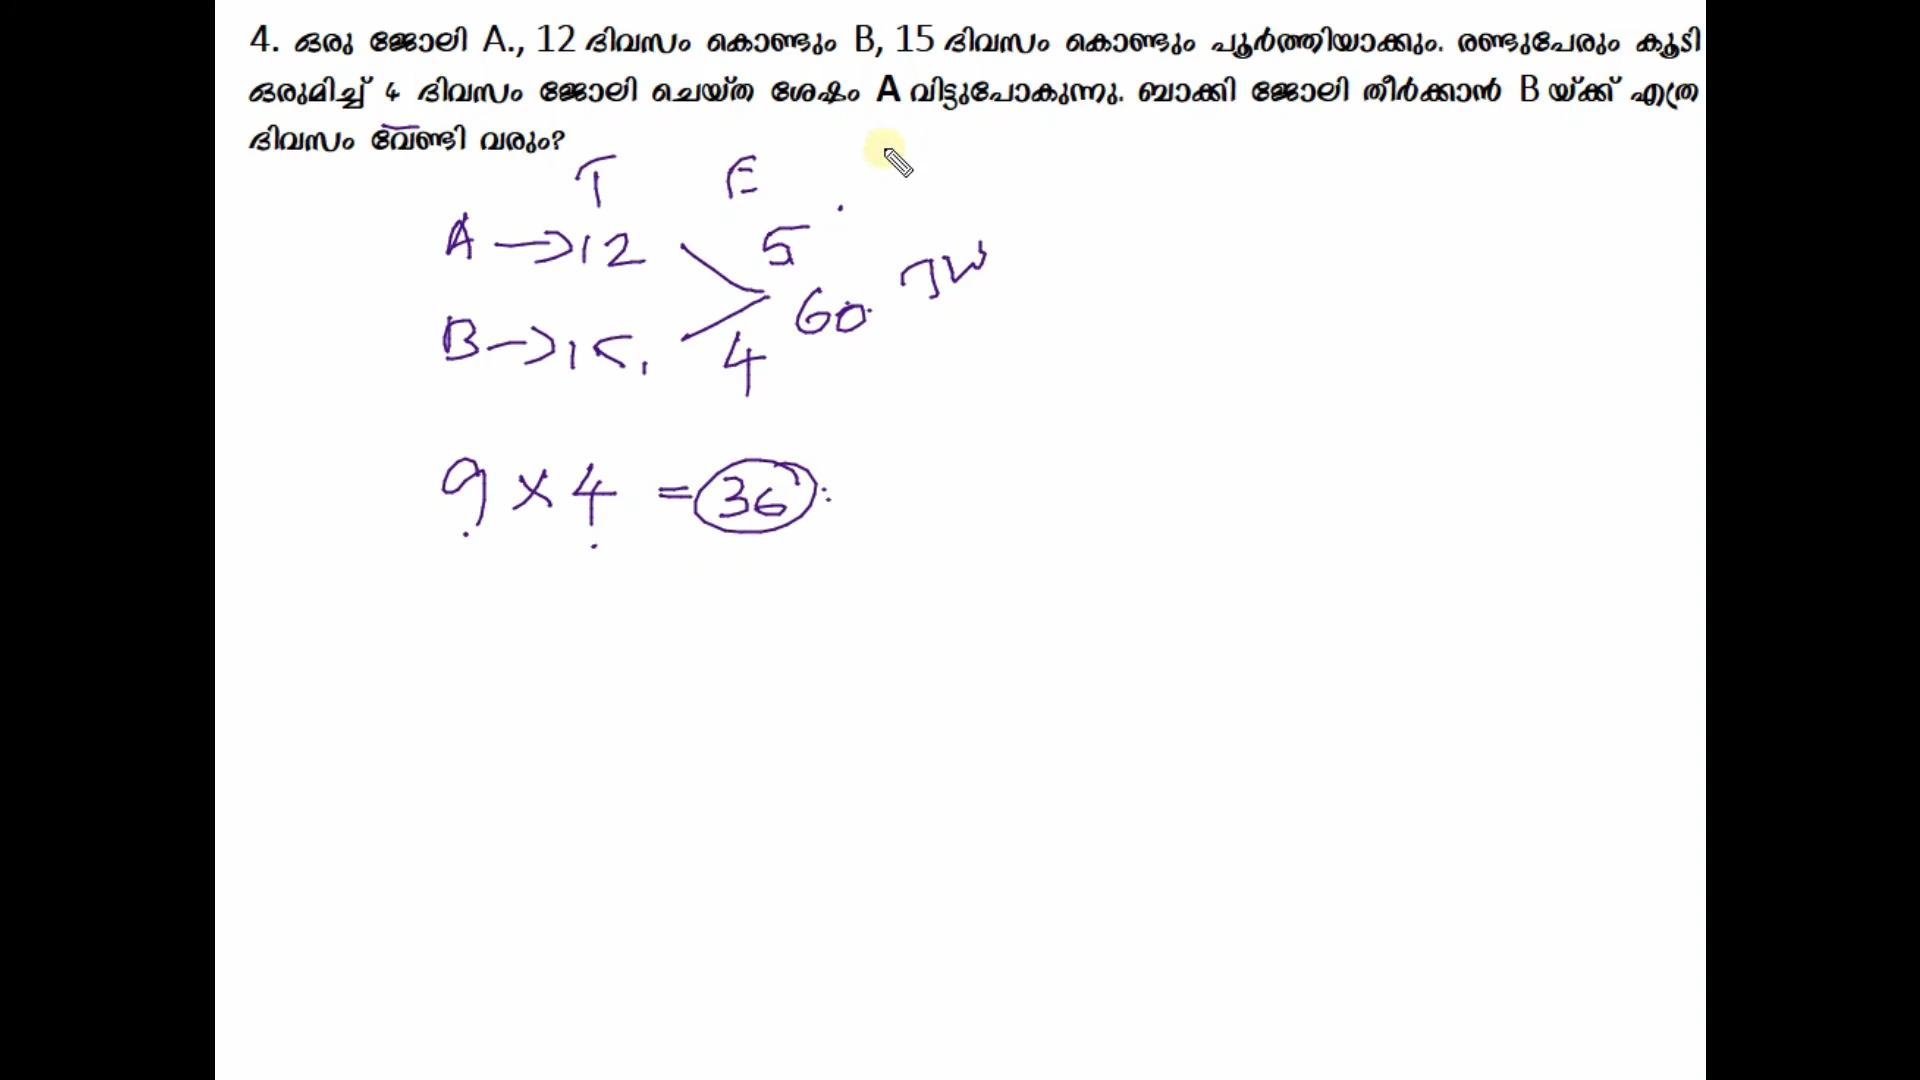 4. ഒരു ജോലി A., 12 ദിവസം കൊണ്ടും B, 15 ദിവസം കൊണ്ടും പൂർത്തിയാക്കും. രണ്ടുപേരും കൂടി
ഒരുമിച്ച് 4 ദിവസം ജോലി ചെയ്ത ശേഷം A വിട്ടുപോകുന്നു. ബാക്കി ജോലി തീർക്കാൻ B യ്ക്ക് എത്ര
ദിവസം വേണ്ടി വരും?
T E
A → 12 5
60 TW
B → 15 4
9 × 4 = 36